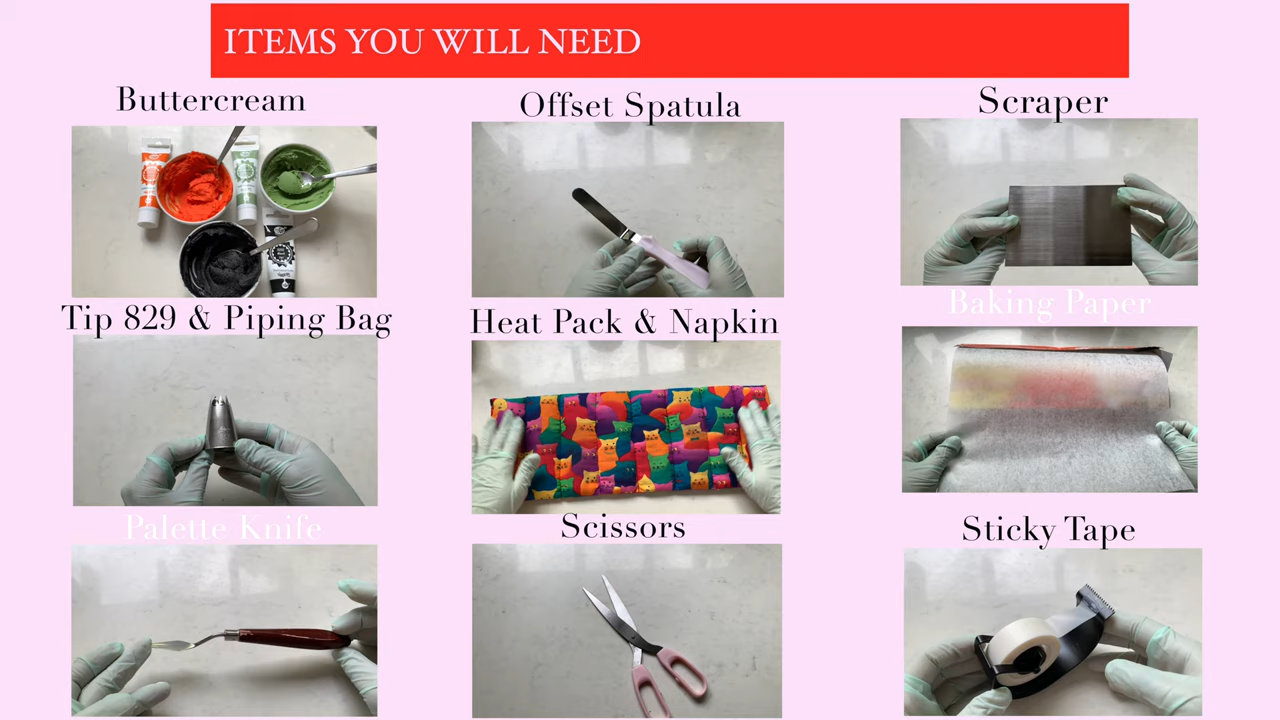 ITEMS YOU WILL NEED
Buttercream
Offset Spatula
Scraper
Tip 829 & Piping Bag
Heat Pack & Napkin
Baking Paper
Palette Knife
Scissors
Sticky Tape